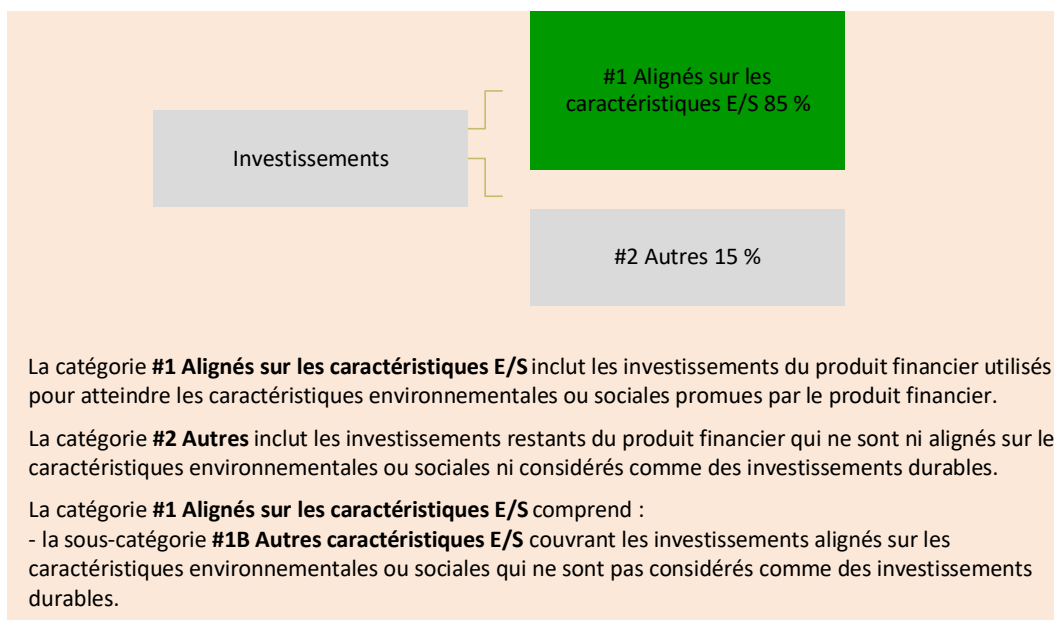 #1 Alignés sur les
caractéristiques E/S 85 %
Investissements
#2 Autres 15 %
La catégorie #1 Alignés sur les caractéristiques E/S inclut les investissements du produit financier utilisés
pour atteindre les caractéristiques environnementales ou sociales promues par le produit financier.
La catégorie #2 Autres inclut les investissements restants du produit financier qui ne sont ni alignés sur le
caractéristiques environnementales ou sociales ni considérés comme des investissements durables.
La catégorie #1 Alignés sur les caractéristiques E/S comprend :
- la sous-catégorie #1B Autres caractéristiques E/S couvrant les investissements alignés sur les
caractéristiques environnementales ou sociales qui ne sont pas considérés comme des investissements
durables.